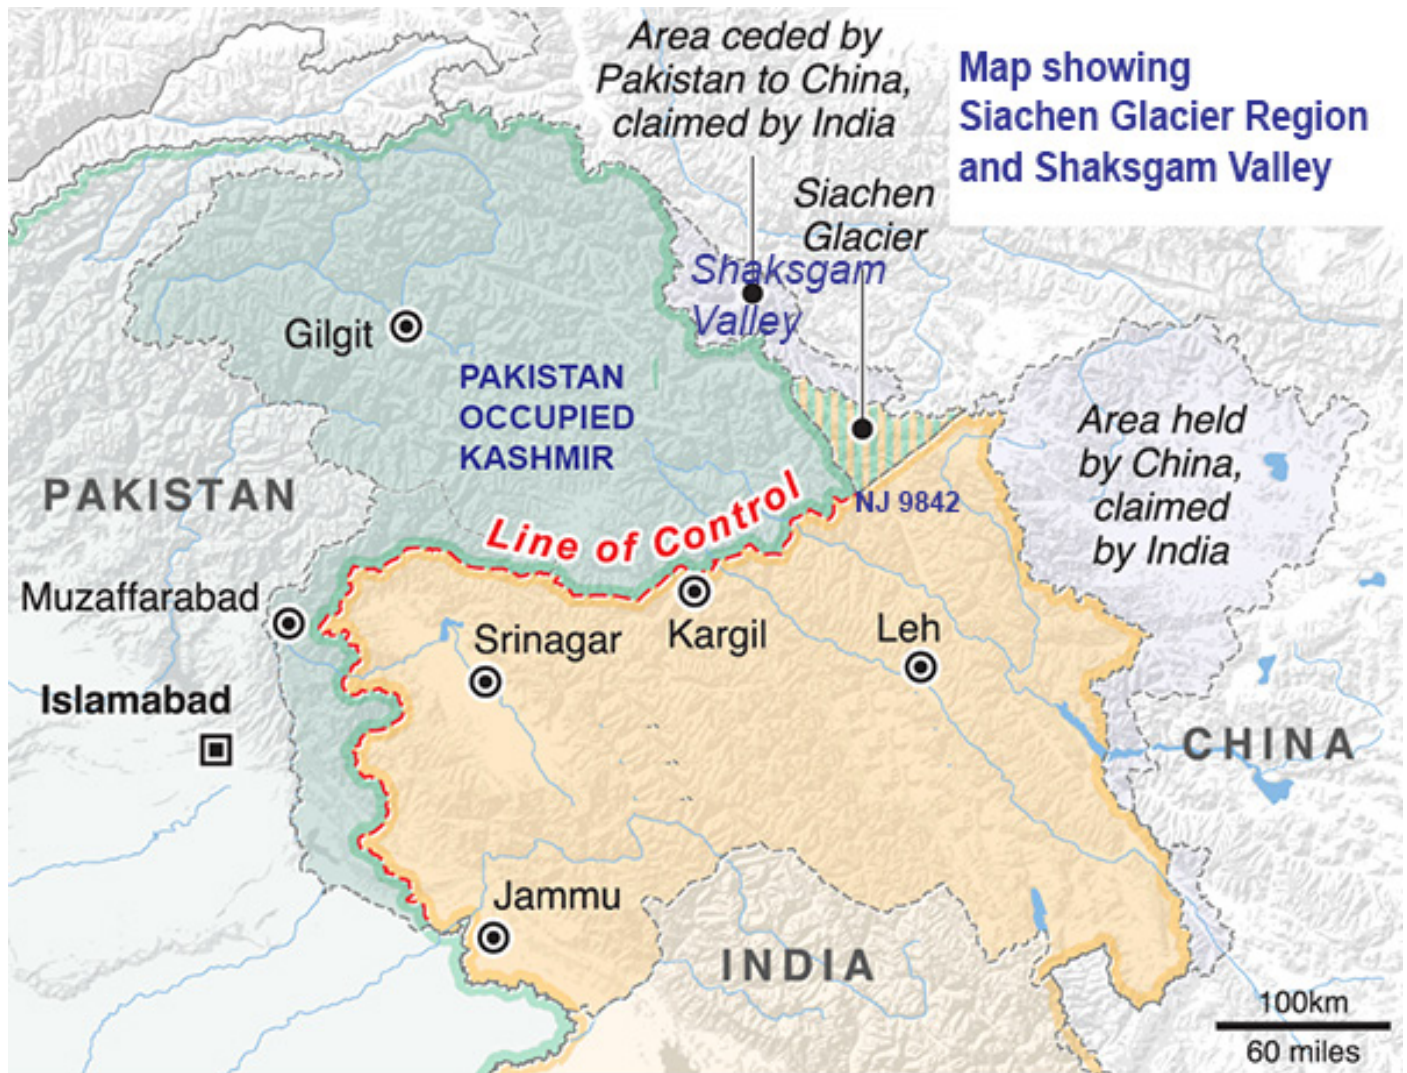 Area ceded by
Pakistan to China,
claimed by India
Map showing
Siachen Glacier Region
and Shaksgam Valley
Siachen
Glacier
Shaksgam
Valley
Gilgit
PAKISTAN
OCCUPIED
KASHMIR
Area held
by China,
claimed
by India
PAKISTAN
Line of Control
NJ 9842
Muzaffarabad
Srinagar
Kargil
Leh
Islamabad
CHINA
Jammu
INDIA
100km
60 miles